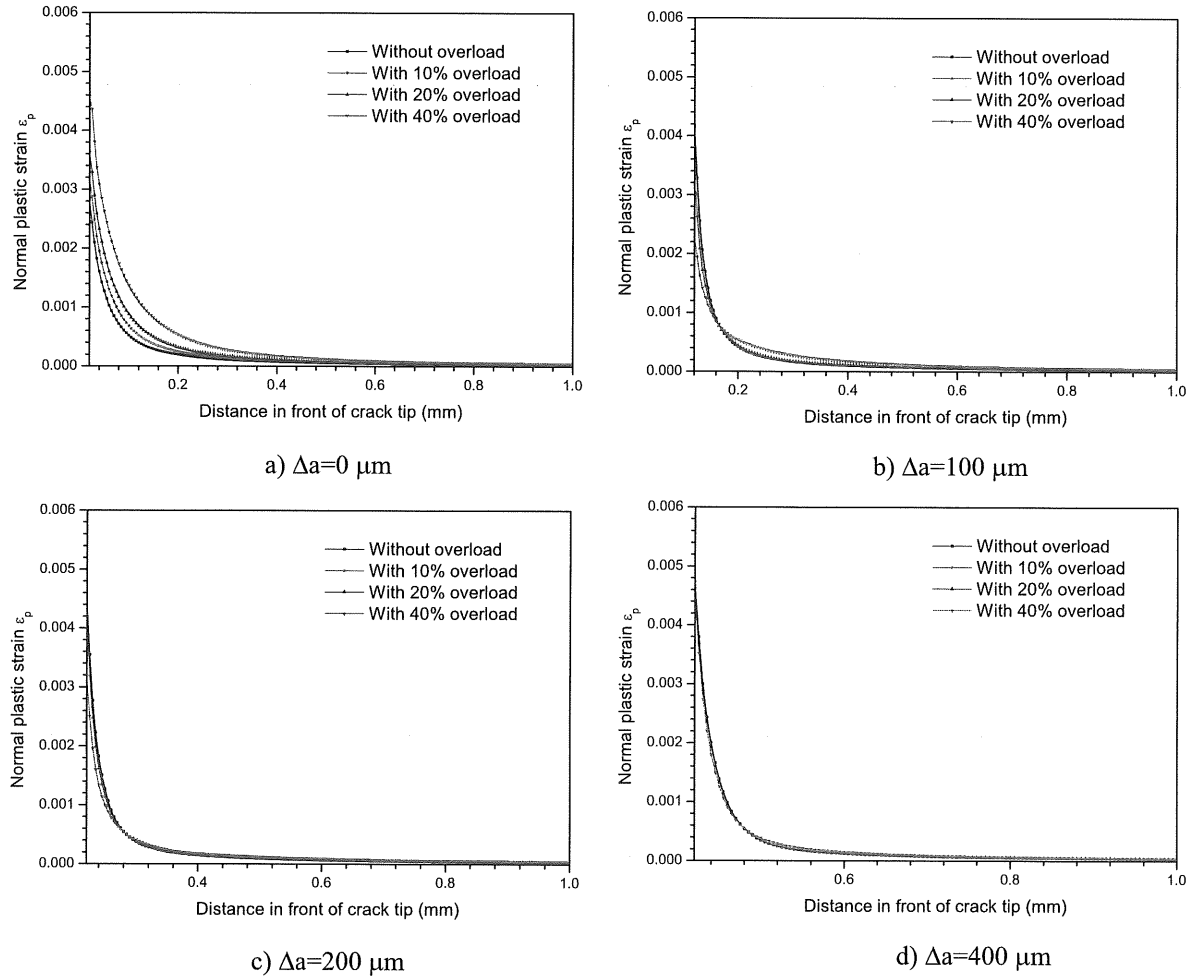 0.006
0.005
0.004
0.003
0.002
0.001
0.000
Normal plastic strain εp
Without overload
With 10% overload
With 20% overload
With 40% overload
0.2 0.4 0.6 0.8 1.0
Distance in front of crack tip (mm)
a) Δa=0 μm
0.006
0.005
0.004
0.003
0.002
0.001
0.000
Normal plastic strain εp
Without overload
With 10% overload
With 20% overload
With 40% overload
0.2 0.4 0.6 0.8 1.0
Distance in front of crack tip (mm)
b) Δa=100 μm
0.006
0.005
0.004
0.003
0.002
0.001
0.000
Normal plastic strain εp
Without overload
With 10% overload
With 20% overload
With 40% overload
0.4 0.6 0.8 1.0
Distance in front of crack tip (mm)
c) Δa=200 μm
0.006
0.005
0.004
0.003
0.002
0.001
0.000
Normal plastic strain εp
Without overload
With 10% overload
With 20% overload
With 40% overload
0.6 0.8 1.0
Distance in front of crack tip (mm)
d) Δa=400 μm